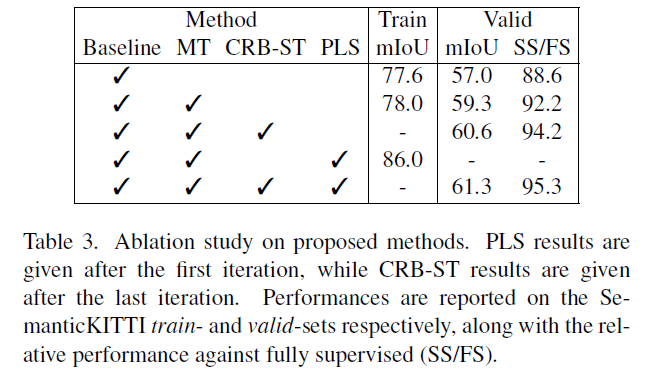 Method Train Valid
Baseline MT CRB-ST PLS mIoU mIoU SS/FS
✓ 77.6 57.0 88.6
✓ ✓ 78.0 59.3 92.2
✓ ✓ ✓ - 60.6 94.2
✓ ✓ ✓ 86.0 - -
✓ ✓ ✓ ✓ - 61.3 95.3
Table 3. Ablation study on proposed methods. PLS results are
given after the first iteration, while CRB-ST results are given
after the last iteration. Performances are reported on the Se-
manticKITTI train- and valid-sets respectively, along with the rel-
ative performance against fully supervised (SS/FS).